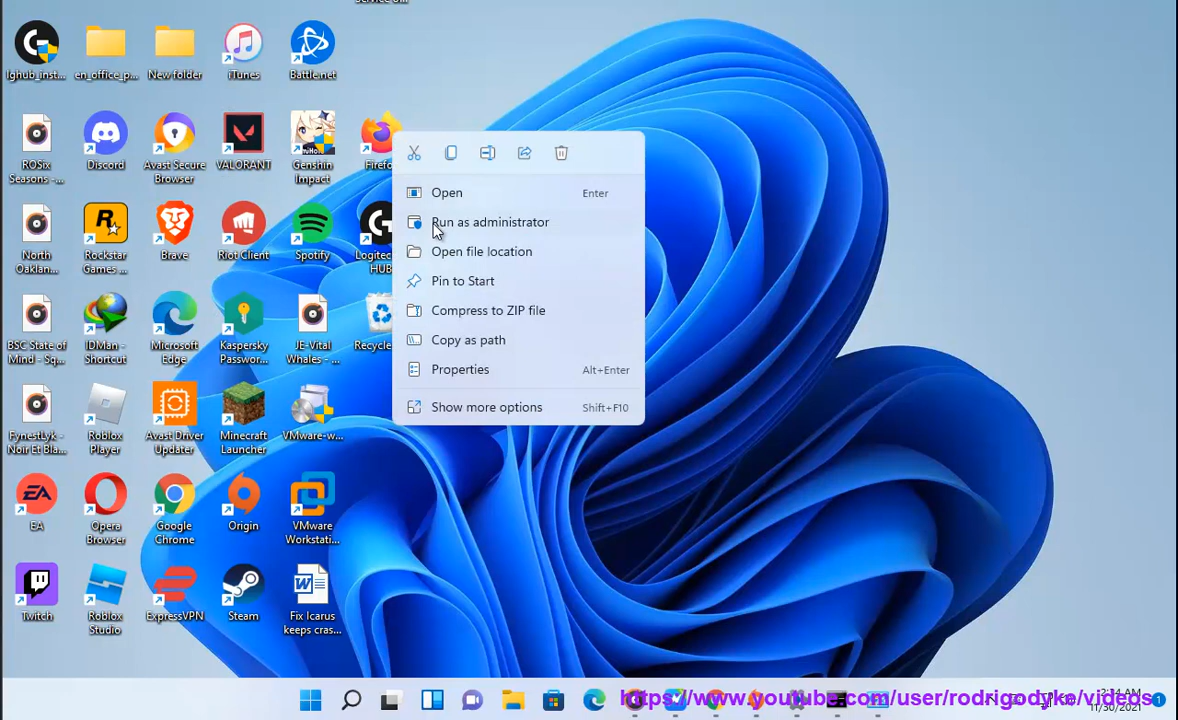 lghub_inst...
en_office_p...
New folder
iTunes
Battle.net
ROSix
Seasons -...
Discord
Avast Secure
Browser
VALORANT
Genshin
Impact
Firefo
North
Oaklan...
Rockstar
Games ...
Brave
Riot Client
Spotify
Logitec
HUB
BSC State of
Mind - Sq...
IDMan -
Shortcut
Microsoft
Edge
Kaspersky
Passwor...
JE-Vital
Whales - ...
Recycle
FynestLyk -
Noir Et Bla...
Roblox
Player
Avast Driver
Updater
Minecraft
Launcher
VMware-w...
EA
Opera
Browser
Google
Chrome
Origin
VMware
Workstati...
Twitch
Roblox
Studio
ExpressVPN
Steam
Fix Icarus
keeps cras...
Open Enter
Run as administrator
Open file location
Pin to Start
Compress to ZIP file
Copy as path
Properties Alt+Enter
Show more options Shift+F10
https://www.youtube.com/user/rodrigodyke/videos
11/30/2021